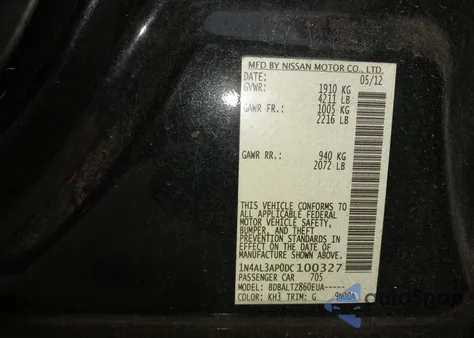 MFD BY NISSAN MOTOR CO., LTD.
DATE: 05/12
GVWR: 1910 KG
4211 LB
GAWR FR.: 1005 KG
2216 LB
GAWR RR.: 940 KG
2072 LB
THIS VEHICLE CONFORMS TO
ALL APPLICABLE FEDERAL
MOTOR VEHICLE SAFETY,
BUMPER, AND THEFT
PREVENTION STANDARDS IN
EFFECT ON THE DATE OF
MANUFACTURE SHOWN ABOVE.
1N4AL3AP0DC100327
PASSENGER CAR 705
MODEL: BDBALTZ860EUA-----
COLOR: KH3 TRIM: G
AutoSnap